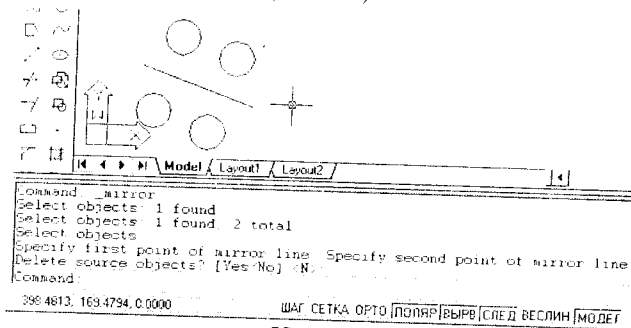 Model Layout1 Layout2
Command: _mirror
Select objects: 1 found
Select objects: 1 found, 2 total
Select objects:
Specify first point of mirror line: Specify second point of mirror line
Delete source objects? [Yes/No] <N>:
Command:
398.4813, 169.4794, 0.0000 ШАГ СЕТКА ОРТО ПОЛЯР ВЫРВ СЛЕД ВЕСЛИН МОДЕЛ